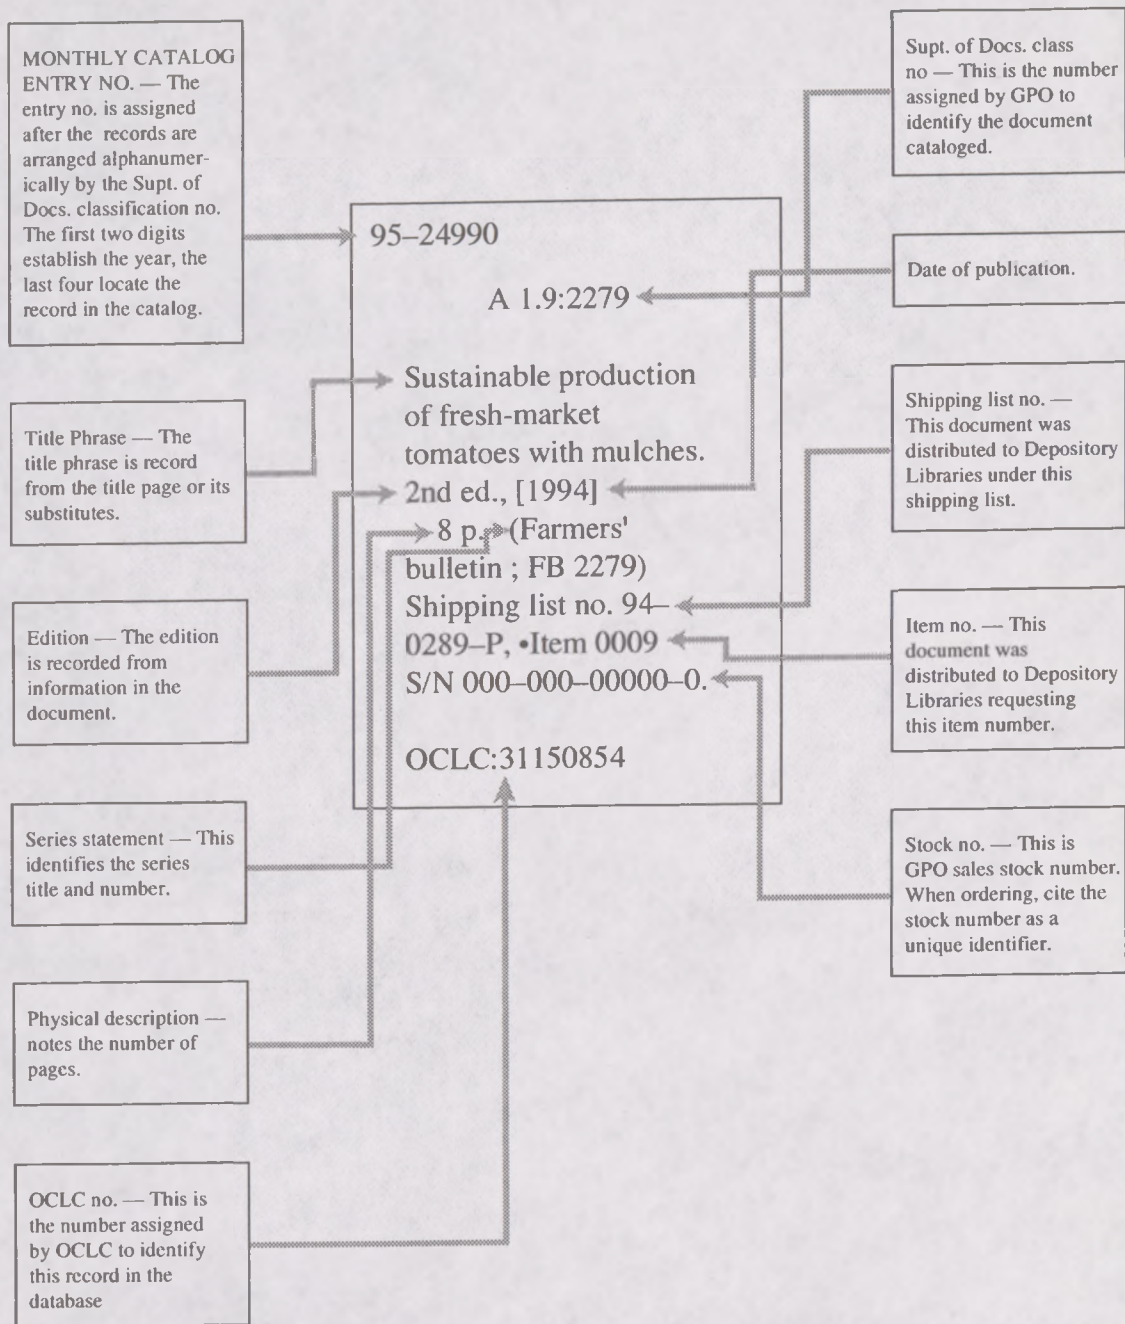 MONTHLY CATALOG
ENTRY NO. — The
entry no. is assigned
after the records are
arranged alphanumer-
ically by the Supt. of
Docs. classification no.
The first two digits
establish the year, the
last four locate the
record in the catalog.
Title Phrase — The
title phrase is record
from the title page or its
substitutes.
Edition — The edition
is recorded from
information in the
document.
Series statement — This
identifies the series
title and number.
Physical description —
notes the number of
pages.
OCLC no. — This is
the number assigned
by OCLC to identify
this record in the
database
95–24990
A 1.9:2279
Sustainable production
of fresh-market
tomatoes with mulches.
2nd ed., [1994]
8 p. (Farmers'
bulletin ; FB 2279)
Shipping list no. 94–
0289–P, •Item 0009
S/N 000–000–00000–0.
OCLC:31150854
Supt. of Docs. class
no — This is the number
assigned by GPO to
identify the document
cataloged.
Date of publication.
Shipping list no. —
This document was
distributed to Depository
Libraries under this
shipping list.
Item no. — This
document was
distributed to Depository
Libraries requesting
this item number.
Stock no. — This is
GPO sales stock number.
When ordering, cite the
stock number as a
unique identifier.